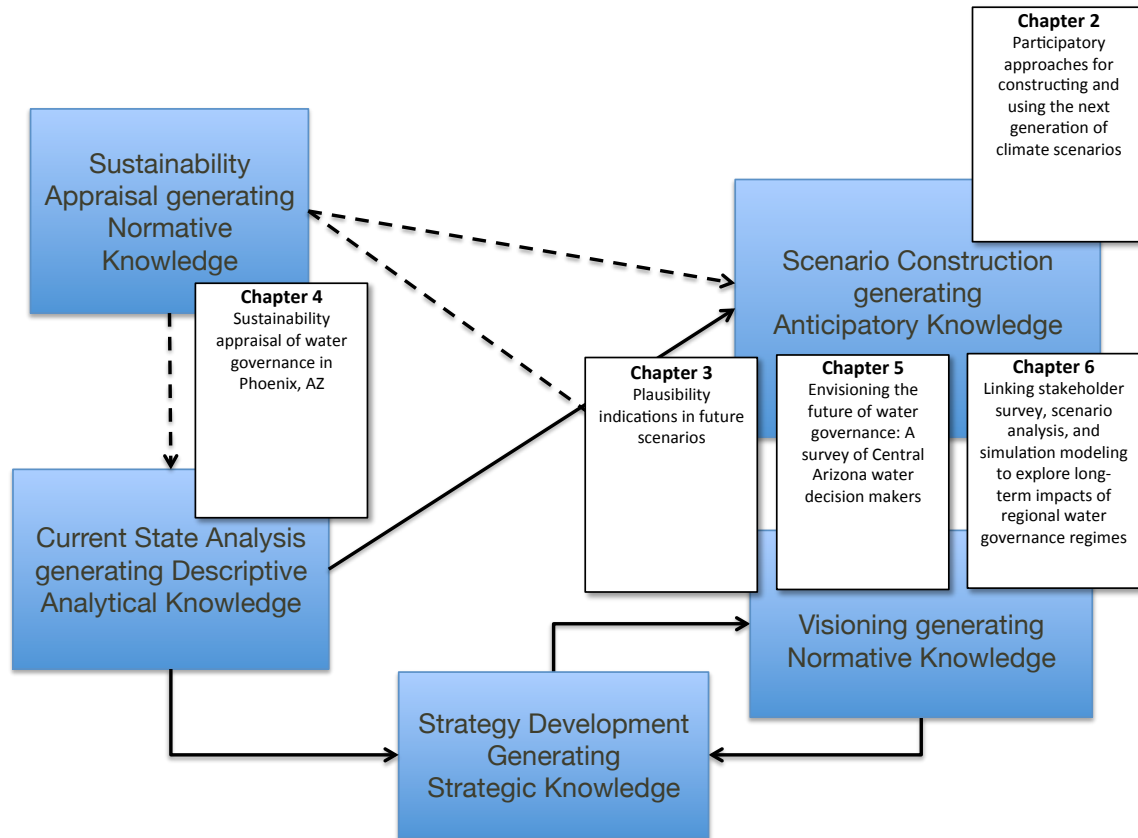 Chapter 2
Participatory
approaches for
constructing and
using the next
generation of
climate scenarios
Sustainability
Appraisal generating
Normative
Knowledge
Scenario Construction
generating
Anticipatory Knowledge
Chapter 4
Sustainability
appraisal of water
governance in
Phoenix, AZ
Chapter 3
Plausibility
indications in future
scenarios
Chapter 5
Envisioning the
future of water
governance: A
survey of Central
Arizona water
decision makers
Chapter 6
Linking stakeholder
survey, scenario
analysis, and
simulation modeling
to explore long-
term impacts of
regional water
governance regimes
Current State Analysis
generating Descriptive
Analytical Knowledge
Visioning generating
Normative Knowledge
Strategy Development
Generating
Strategic Knowledge